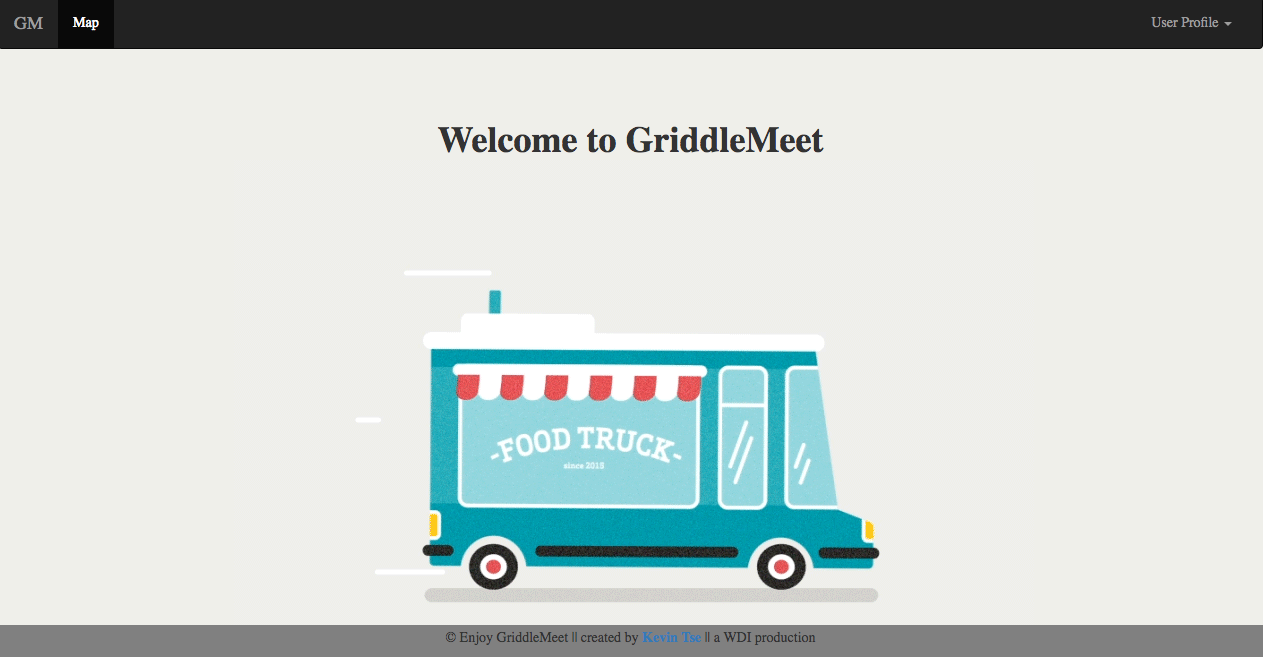 GM Map User Profile
Welcome to GriddleMeet
-FOOD TRUCK-
since 2015
© Enjoy GriddleMeet || created by Kevin Tse || a WDI production